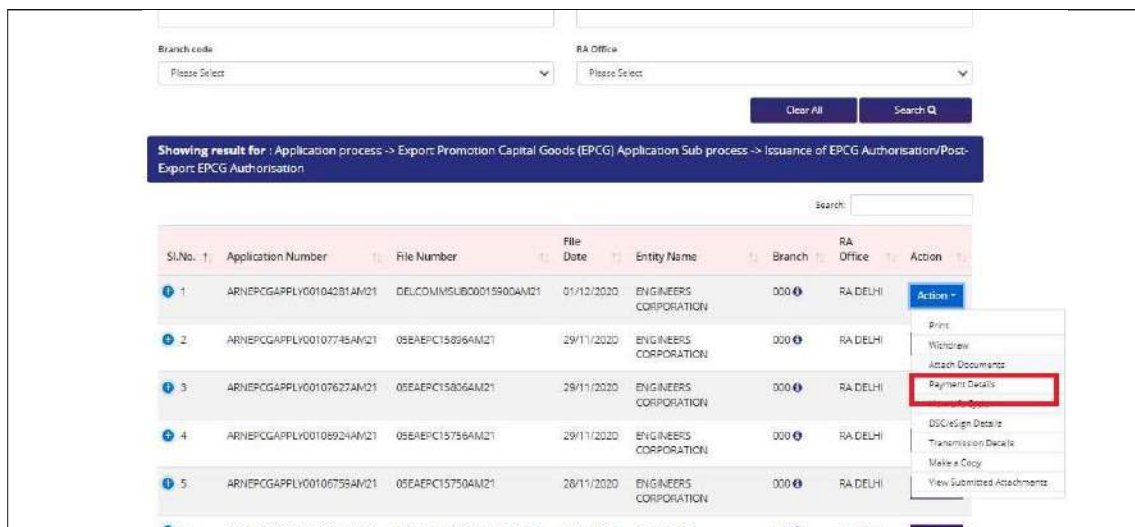 Branch code
RA Office
Please Select
Please Select
Clear All
Search
Showing result for : Application process -> Export Promotion Capital Goods (EPCG) Application Sub process -> Issuance of EPCG Authorisation/Post-
Export EPCG Authorisation
Search:
Sl.No. Application Number File Number File Date Entity Name Branch RA Office Action
1 ARNEPCGAPPLY00104281AM21 DELCOMMSUB00015900AM21 01/12/2020 ENGINEERS CORPORATION 000 RA DELHI Action
Print
Withdrew
2 ARNEPCGAPPLY00107745AM21 05EAEPC15896AM21 29/11/2020 ENGINEERS CORPORATION 000 RA DELHI
Attach Documents
Payment Details
3 ARNEPCGAPPLY00107627AM21 05EAEPC15806AM21 29/11/2020 ENGINEERS CORPORATION 000 RA DELHI
DSC/eSign Details
4 ARNEPCGAPPLY00106924AM21 05EAEPC15756AM21 29/11/2020 ENGINEERS CORPORATION 000 RA DELHI
Transmission Details
Make a Copy
5 ARNEPCGAPPLY00106759AM21 05EAEPC15750AM21 28/11/2020 ENGINEERS CORPORATION 000 RA DELHI
View Submitted Attachments